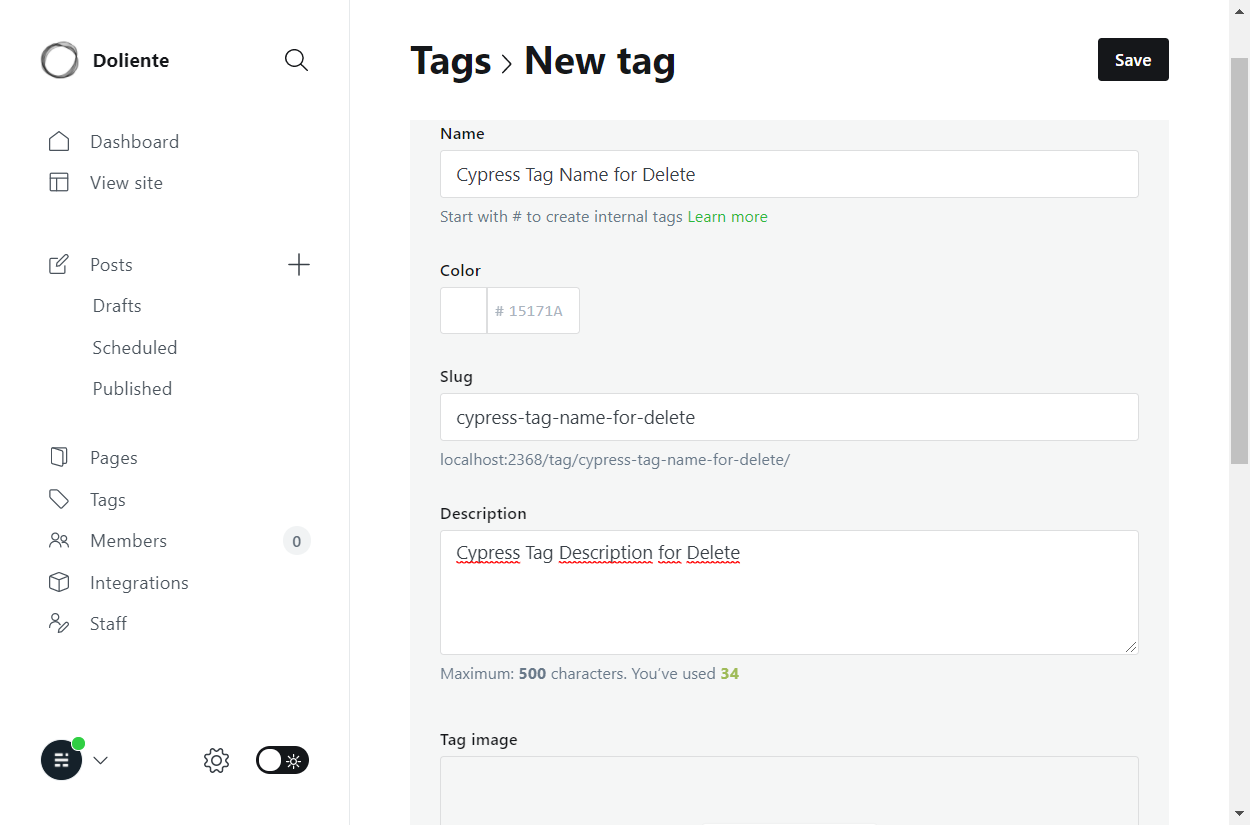 Doliente
Dashboard
View site
Posts
Drafts
Scheduled
Published
Pages
Tags
Members 0
Integrations
Staff
Tags > New tag
Save
Name
Cypress Tag Name for Delete
Start with # to create internal tags Learn more
Color
# 15171A
Slug
cypress-tag-name-for-delete
localhost:2368/tag/cypress-tag-name-for-delete/
Description
Cypress Tag Description for Delete
Maximum: 500 characters. You’ve used 34
Tag image